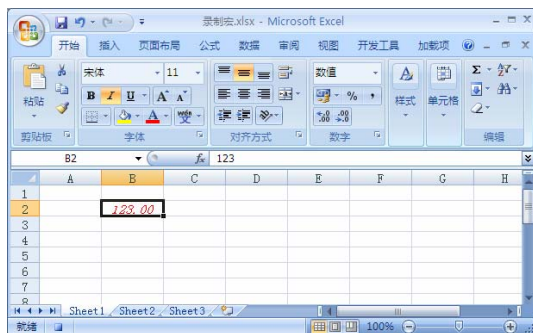 录制宏.xlsx - Microsoft Excel
开始 插入 页面布局 公式 数据 审阅 视图 开发工具 加载项
宋体 11 数值
粘贴 B I U A A % , 样式 单元格 Σ
剪贴板 字体 对齐方式 数字 编辑
B2 fx 123
A B C D E F G H
1
2 123.00
3
4
5
6
7
8
Sheet1 Sheet2 Sheet3
就绪 100%